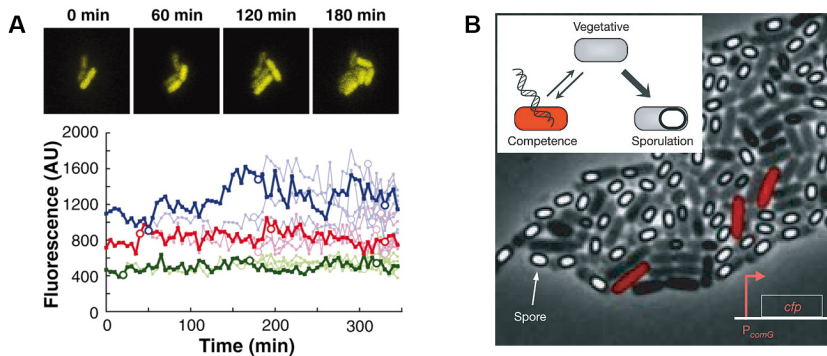 A
0 min 60 min 120 min 180 min
Fluorescence (AU)
2000
1600
1200
800
400
0
0 100 200 300
Time (min)
B
Vegetative
Competence
Sporulation
Spore
cfp
PcomG